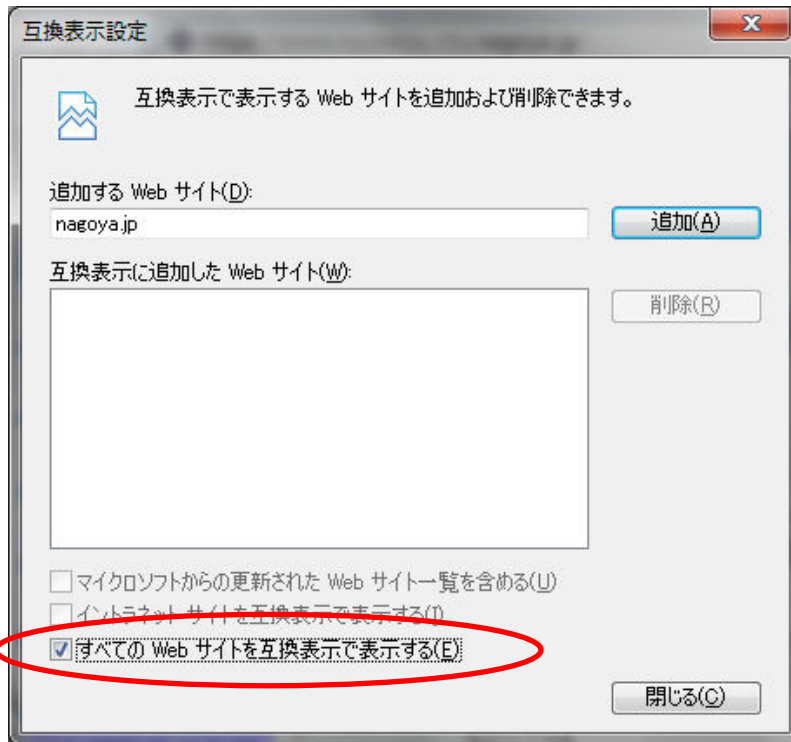 互換表示設定
互換表示で表示する Web サイトを追加および削除できます。
追加する Web サイト(D):
nagoya.jp
追加(A)
互換表示に追加した Web サイト(W):
削除(R)
マイクロソフトからの更新された Web サイト一覧を含める(U)
イントラネット サイトを互換表示で表示する(I)
すべての Web サイトを互換表示で表示する(E)
閉じる(C)